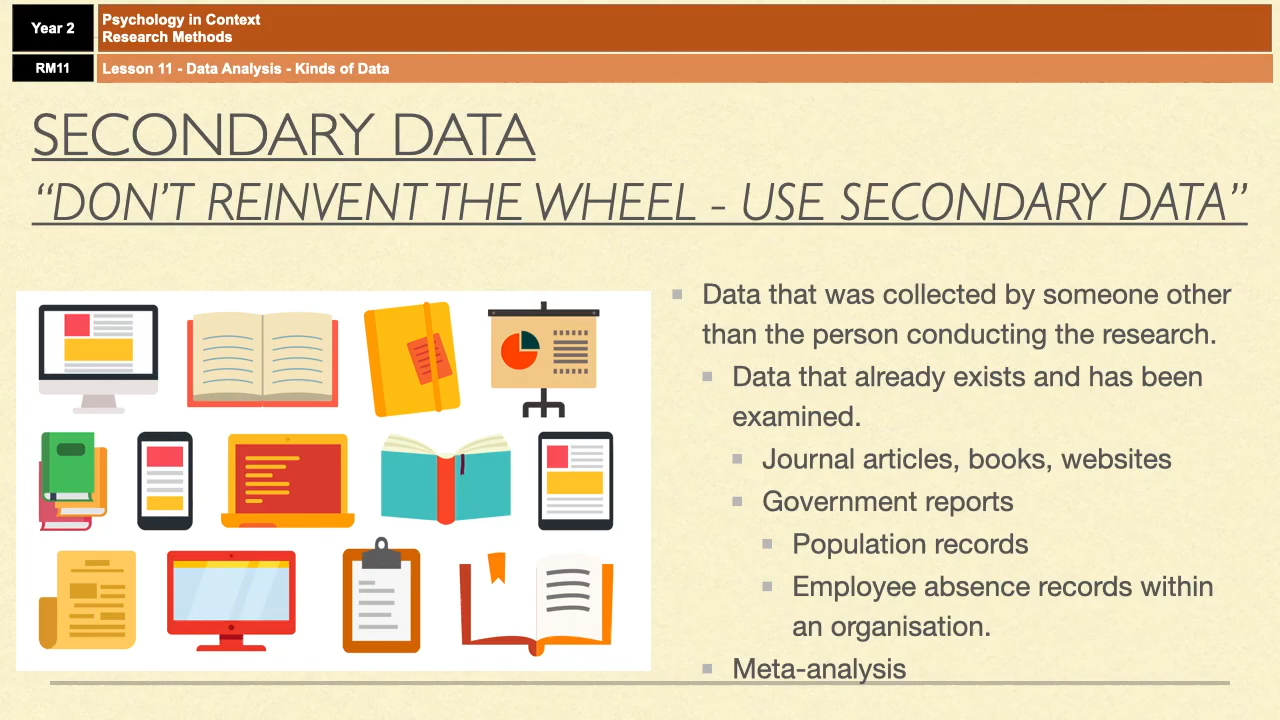 Year 2
Psychology in Context
Research Methods
RM11
Lesson 11 - Data Analysis - Kinds of Data
SECONDARY DATA
“DON’T REINVENT THE WHEEL - USE SECONDARY DATA”
Data that was collected by someone other
than the person conducting the research.
Data that already exists and has been
examined.
Journal articles, books, websites
Government reports
Population records
Employee absence records within
an organisation.
Meta-analysis